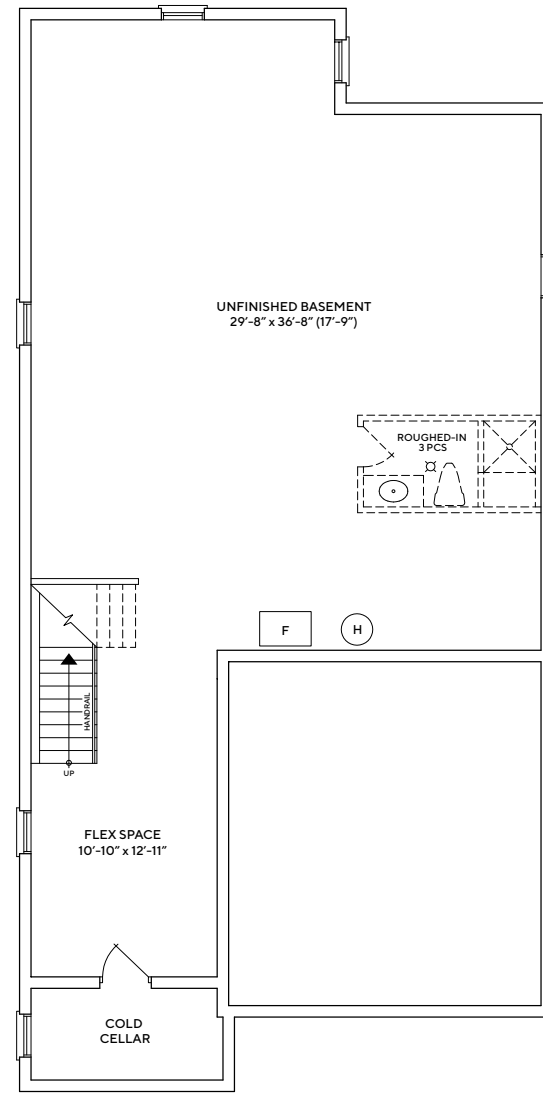 UNFINISHED BASEMENT
29'-8" x 36'-8" (17'-9")
ROUGHED-IN
3 PCS
F
H
HANDRAIL
UP
FLEX SPACE
10'-10" x 12'-11"
COLD
CELLAR